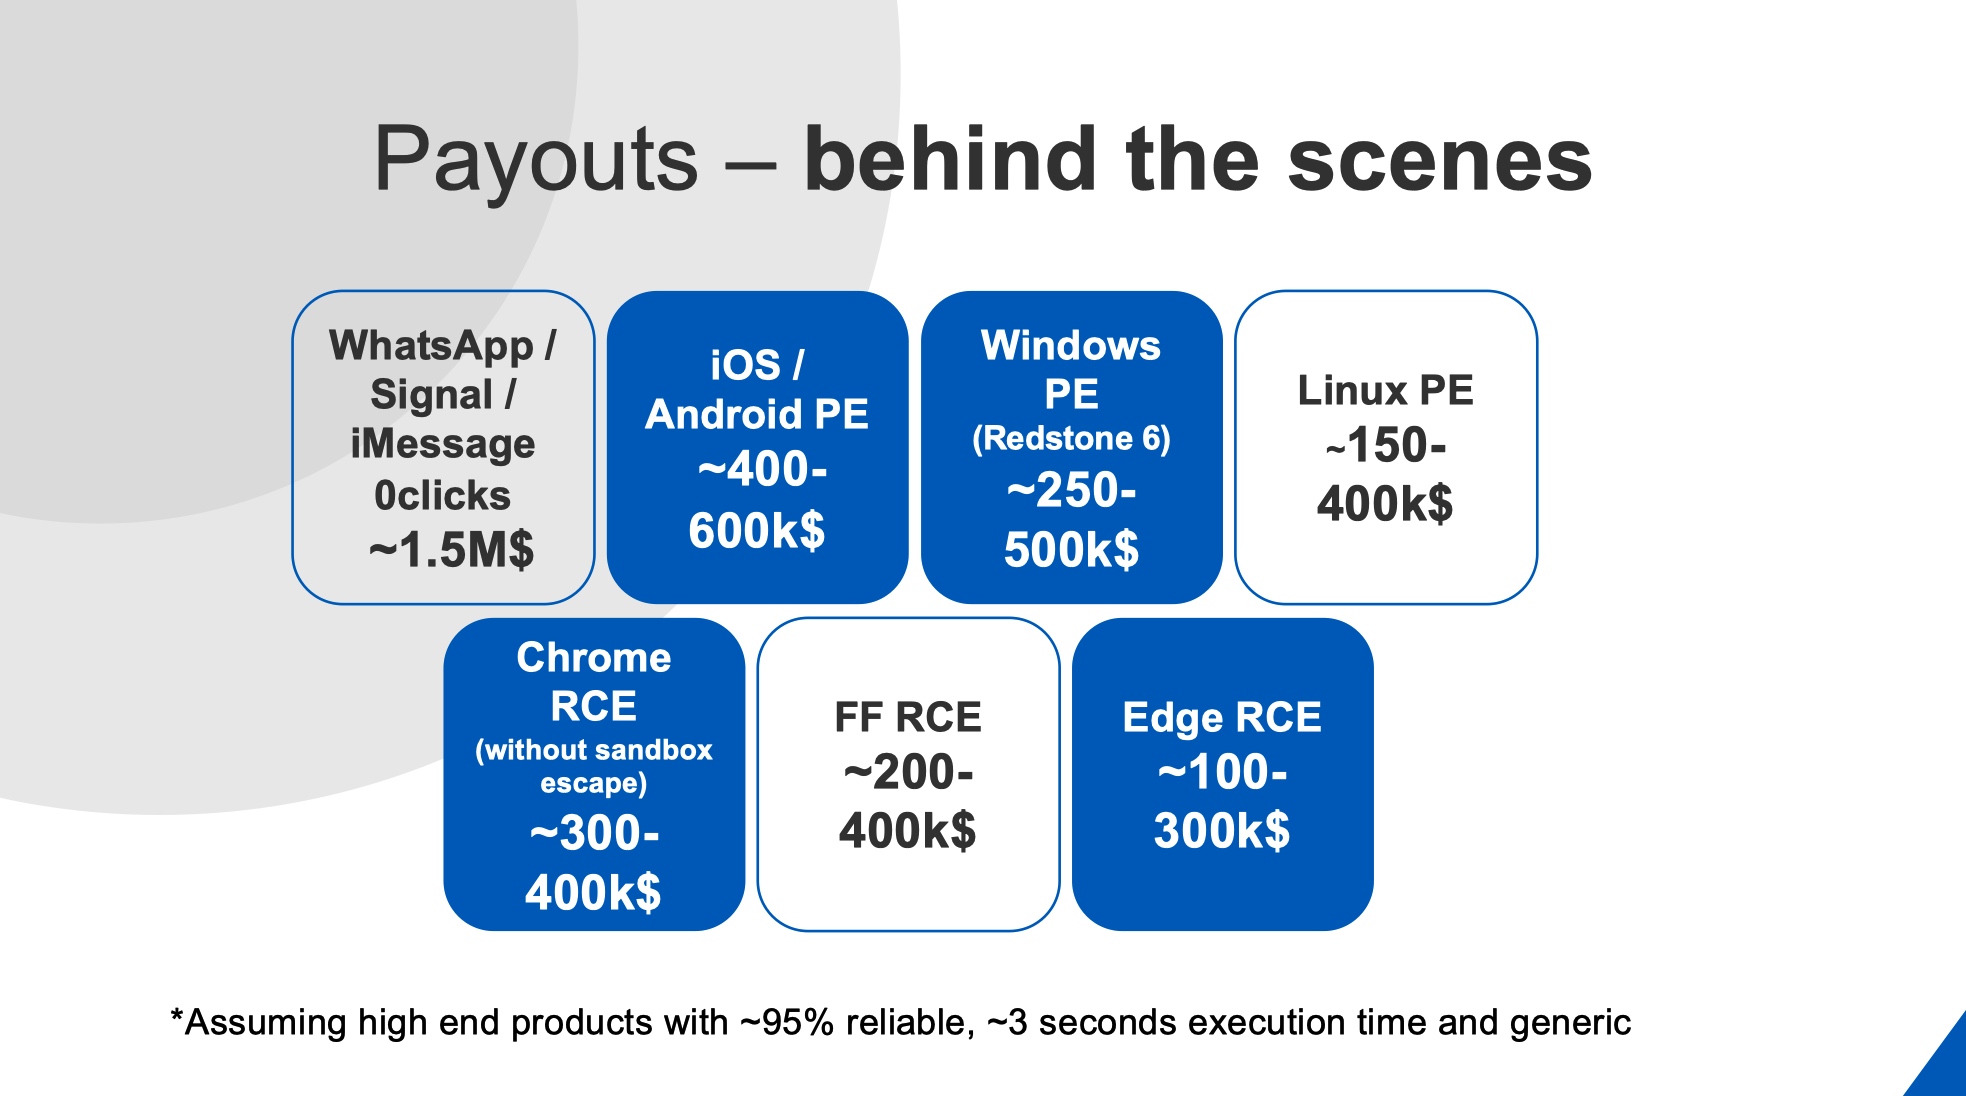 Payouts – behind the scenes
WhatsApp /
Signal /
iMessage
0clicks
~1.5M$
iOS /
Android PE
~400-
600k$
Windows
PE
(Redstone 6)
~250-
500k$
Linux PE
~150-
400k$
Chrome
RCE
(without sandbox
escape)
~300-
400k$
FF RCE
~200-
400k$
Edge RCE
~100-
300k$
*Assuming high end products with ~95% reliable, ~3 seconds execution time and generic